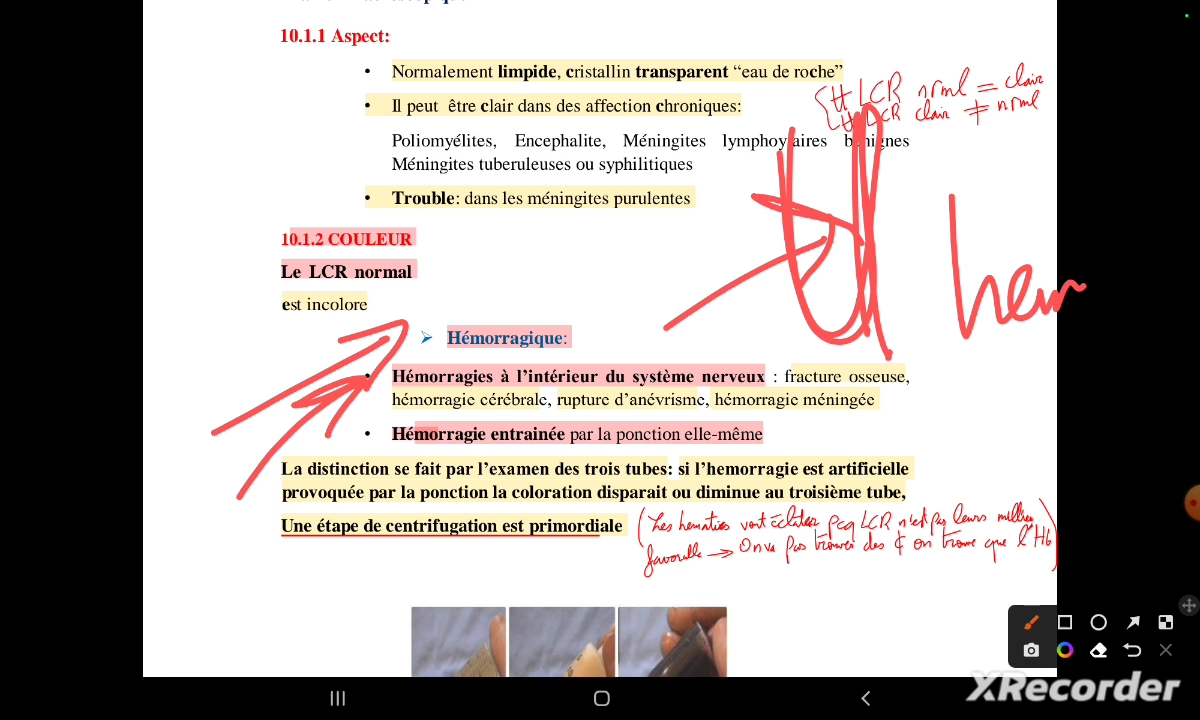 10.1.1 Aspect:
• Normalement limpide, cristallin transparent “eau de roche”
LCR nrml = clair
• Il peut être clair dans des affection chroniques:
LCR clair ≠ nrml
Poliomyélites, Encephalite, Méningites lymphoytaires bénignes
Méningites tuberuleuses ou syphilitiques
• Trouble: dans les méningites purulentes
10.1.2 COULEUR
Le LCR normal
hem
est incolore
➢ Hémorragique:
• Hémorragies à l’intérieur du système nerveux : fracture osseuse,
hémorragie cérébrale, rupture d’anévrisme, hémorragie méningée
• Hémorragie entrainée par la ponction elle-même
La distinction se fait par l’examen des trois tubes: si l’hemorragie est artificielle
provoquée par la ponction la coloration disparait ou diminue au troisième tube,
Une étape de centrifugation est primordiale
(Les hematies vont éclater pcq LCR n'est pas leurs milieu
favorable → On va pas trouver des ¢ on trouve que l'Hb)
XRecorder